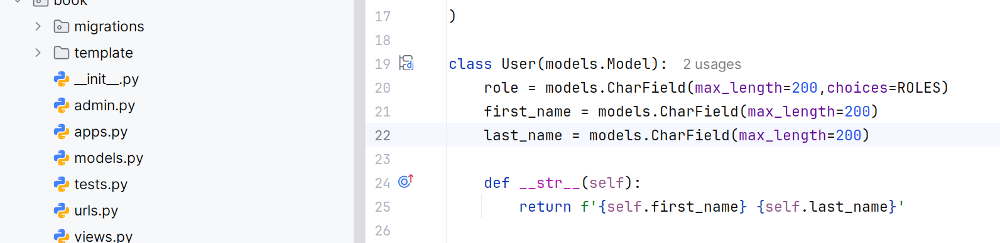 book
migrations
template
__init__.py
admin.py
apps.py
models.py
tests.py
urls.py
views.py
17 )
18
19 class User(models.Model): 2 usages
20 role = models.CharField(max_length=200,choices=ROLES)
21 first_name = models.CharField(max_length=200)
22 last_name = models.CharField(max_length=200)
23
24 def __str__(self):
25 return f'{self.first_name} {self.last_name}'
26